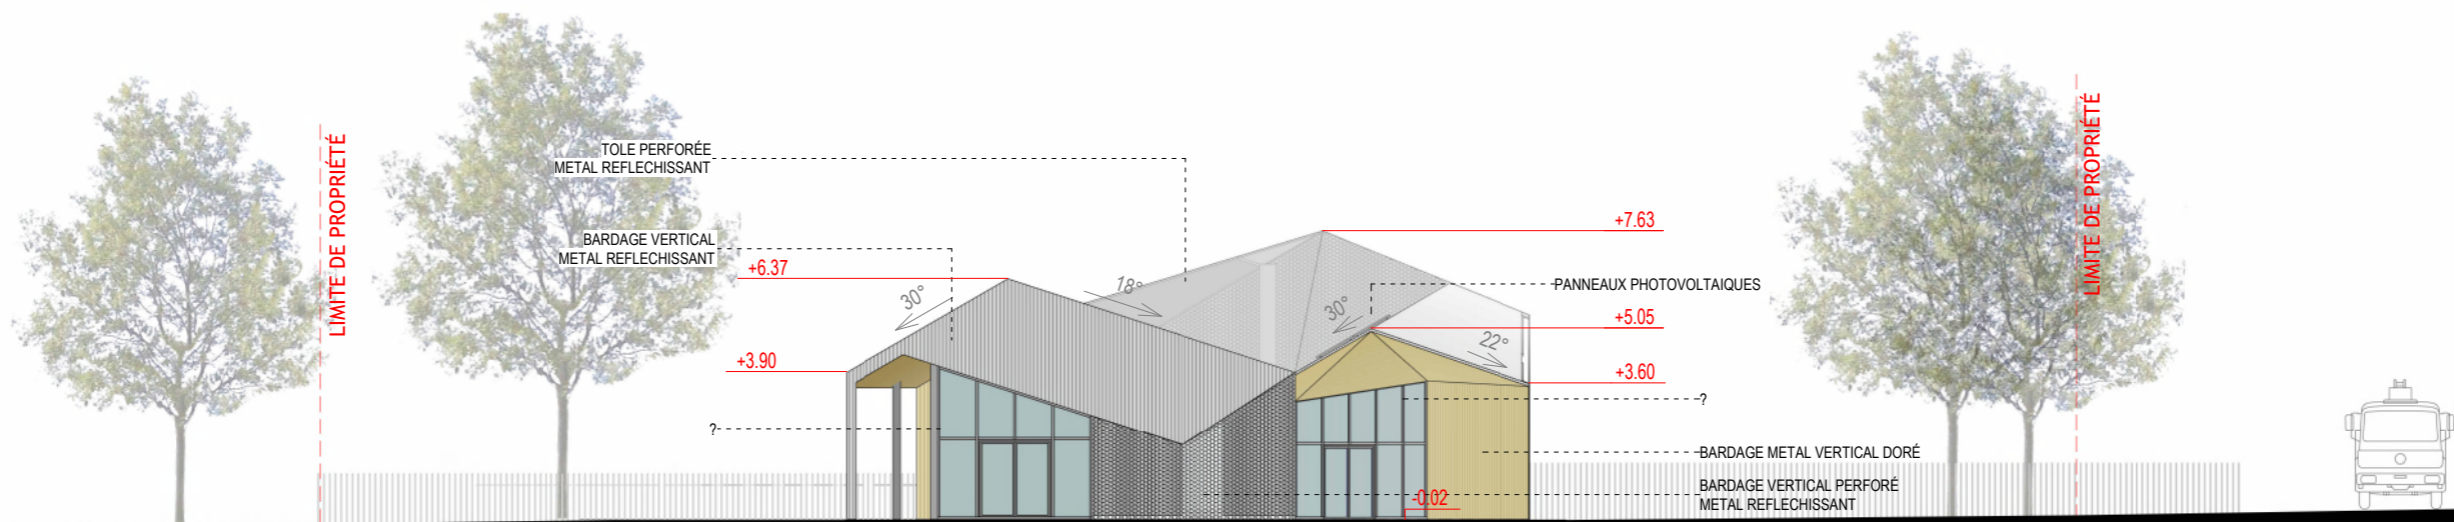 LIMITE DE PROPRIÉTÉ
TOLE PERFORÉE
METAL REFLECHISSANT
BARDAGE VERTICAL
METAL REFLECHISSANT
+6.37
+3.90
30°
18°
?
+7.63
PANNEAUX PHOTOVOLTAIQUES
30°
+5.05
22°
+3.60
?
BARDAGE METAL VERTICAL DORÉ
BARDAGE VERTICAL PERFORÉ
METAL REFLECHISSANT
-0.02
LIMITE DE PROPRIÉTÉ